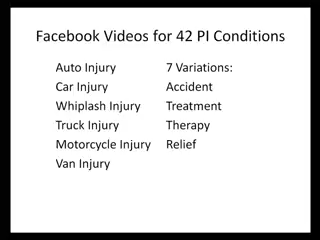 Facebook Videos for 42 PI Conditions
Auto Injury 7 Variations:
Car Injury Accident
Whiplash Injury Treatment
Truck Injury Therapy
Motorcycle Injury Relief
Van Injury